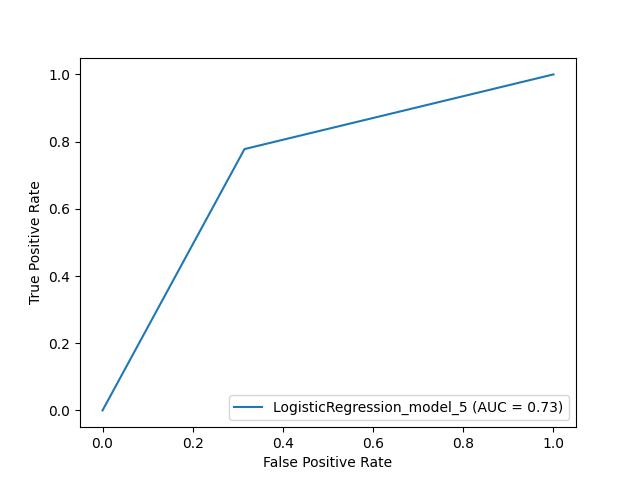 1.0
0.8
0.6
0.4
0.2
0.0
True Positive Rate
LogisticRegression_model_5 (AUC = 0.73)
0.0 0.2 0.4 0.6 0.8 1.0
False Positive Rate